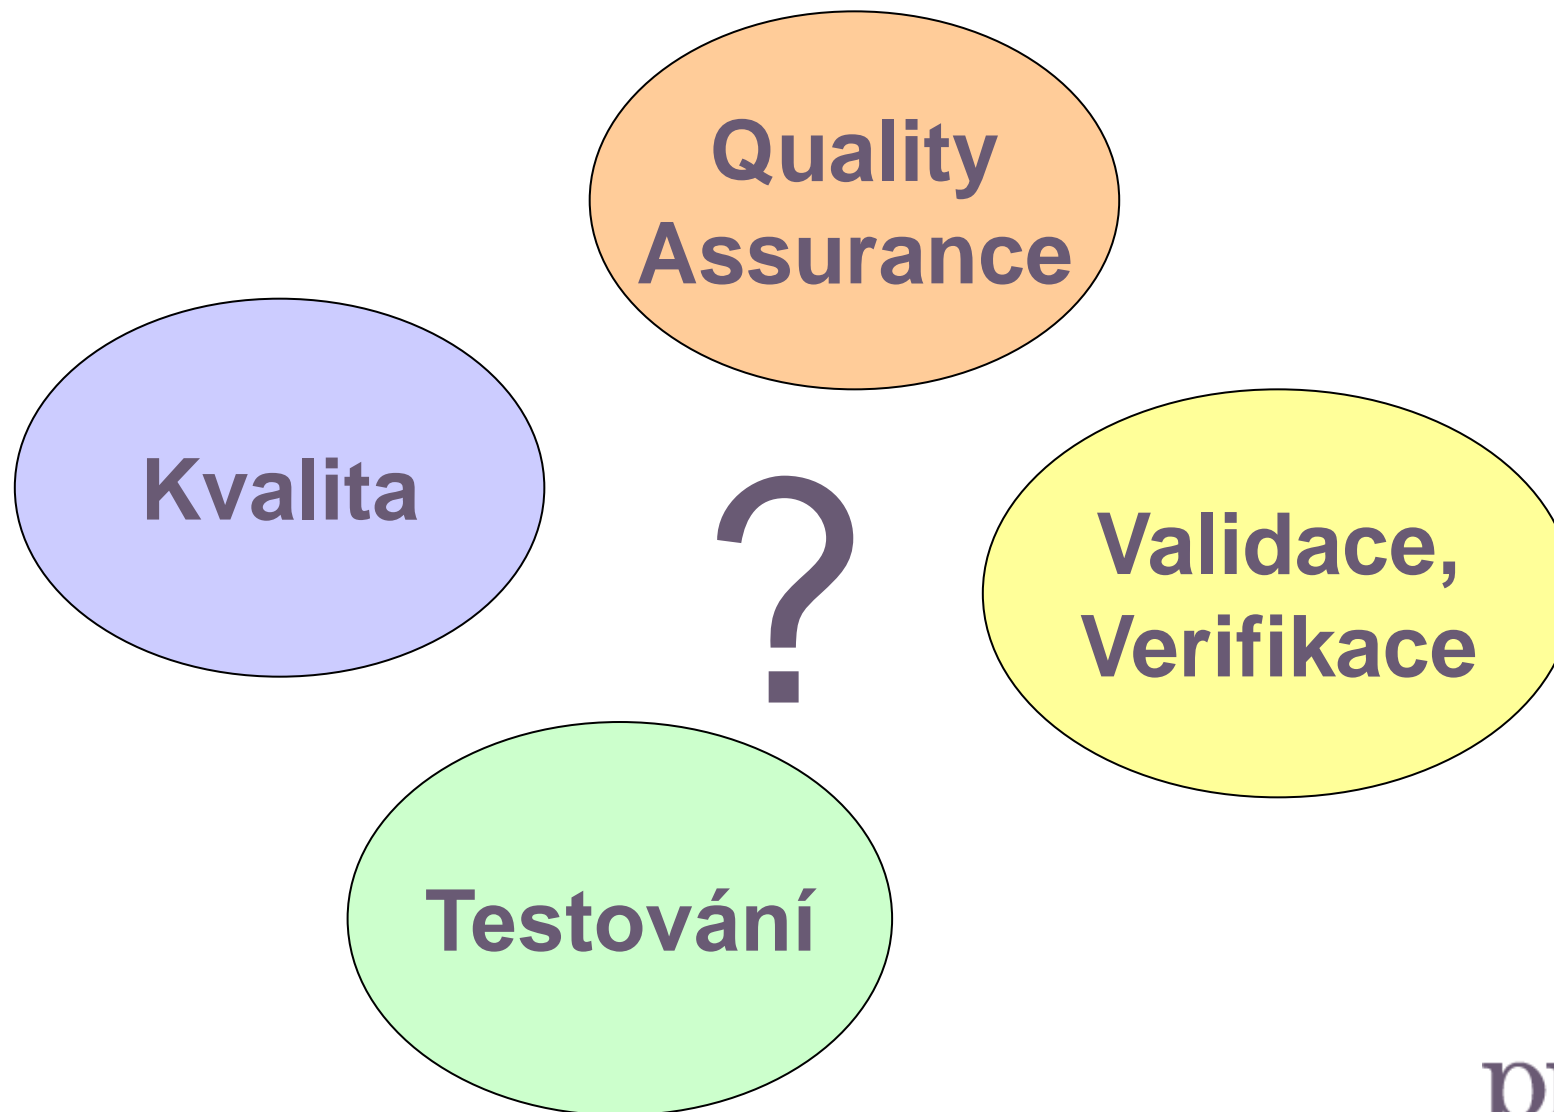 Quality
Assurance
Kvalita
?
Validace,
Verifikace
Testování